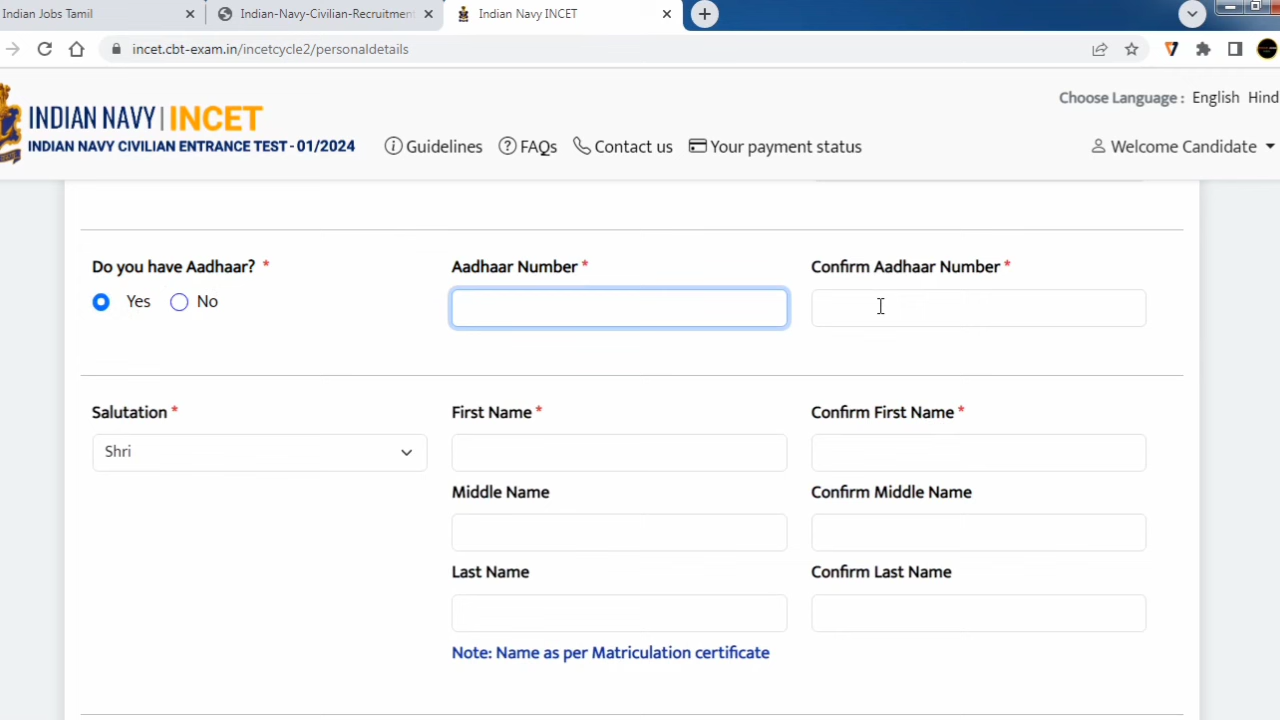 Indian Jobs Tamil
Indian-Navy-Civilian-Recruitment
Indian Navy INCET
incet.cbt-exam.in/incetcycle2/personaldetails
INDIAN NAVY | INCET
INDIAN NAVY CIVILIAN ENTRANCE TEST - 01/2024
Choose Language : English Hind
Guidelines FAQs Contact us Your payment status Welcome Candidate
Do you have Aadhaar? * Aadhaar Number * Confirm Aadhaar Number *
Yes No
Salutation * First Name * Confirm First Name *
Shri
Middle Name Confirm Middle Name
Last Name Confirm Last Name
Note: Name as per Matriculation certificate